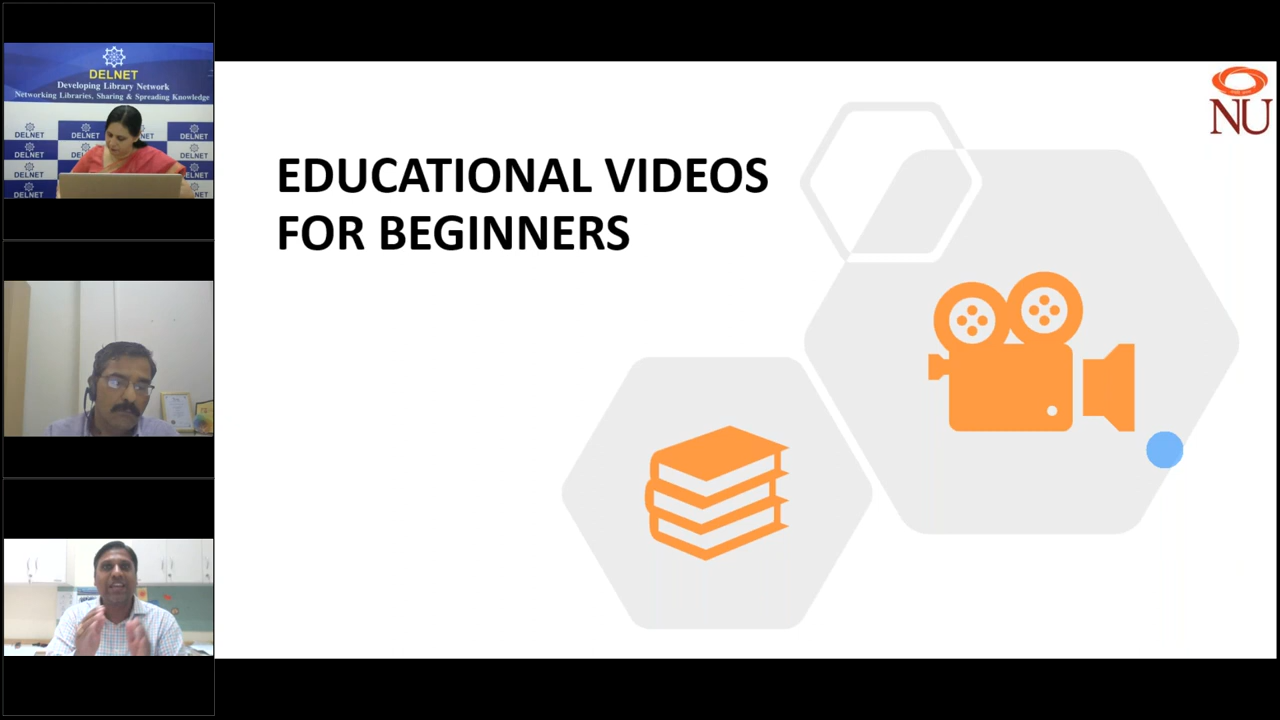 DELNET
Developing Library Network
Networking Libraries, Sharing & Spreading Knowledge
DELNET DELNET DELNET
DELNET
DELNET
EDUCATIONAL VIDEOS
FOR BEGINNERS
NU